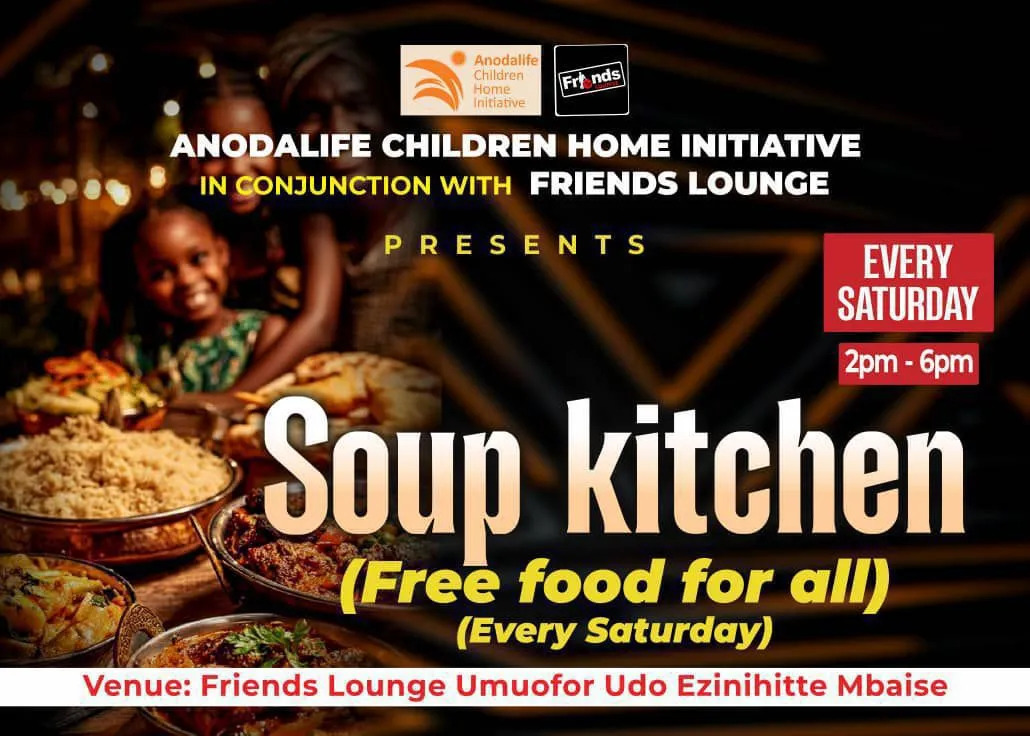 Anodalife
Children
Home
Initiative
Friends
ANODALIFE CHILDREN HOME INITIATIVE
IN CONJUNCTION WITH FRIENDS LOUNGE
PRESENTS
EVERY
SATURDAY
2pm - 6pm
Soup kitchen
(Free food for all)
(Every Saturday)
Venue: Friends Lounge Umuofor Udo Ezinihitte Mbaise